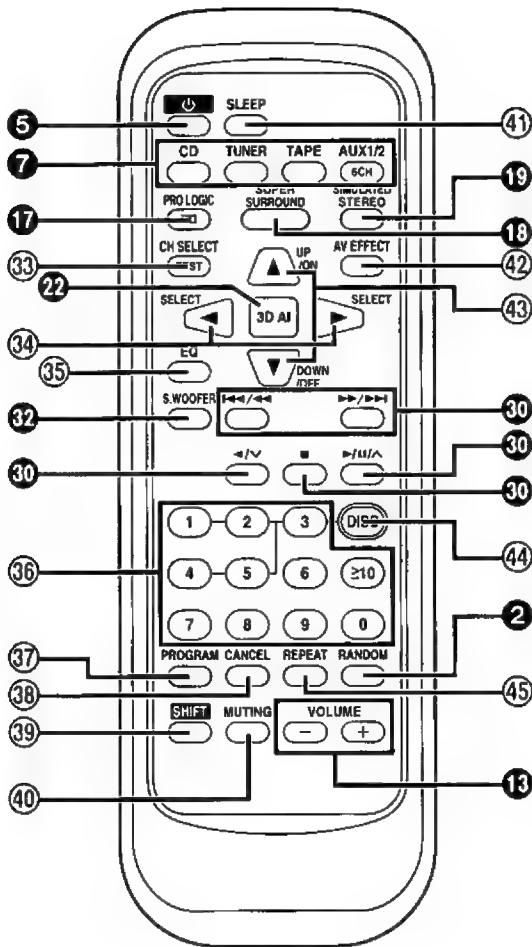 ⏻ SLEEP
5 41
CD TUNER TAPE AUX1/2
7 6CH
PRO LOGIC SUPER SURROUND SIMULATED STEREO
19
17 18
CH SELECT UP /ON AV EFFECT
33 42
22 43
SELECT 3D AI SELECT
34
EQ
35 DOWN /OFF
S.WOOFER |◀◀/◀◀ ▶▶/▶▶|
32 30
◀/∨ ■ ▶/❚❚/∧
30 30
30
1 2 3 DISC
36 44
4 5 6 ≥10
7 8 9 0
2
PROGRAM CANCEL REPEAT RANDOM
37
38 45
SHIFT MUTING VOLUME
39 − +
40 13